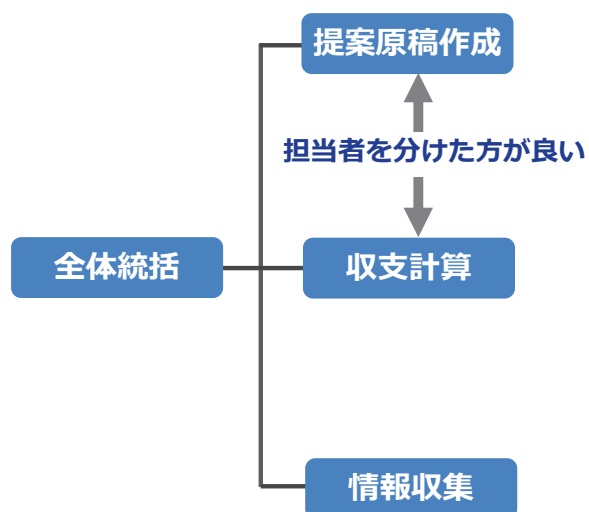 提案原稿作成
担当者を分けた方が良い
全体統括
収支計算
情報収集